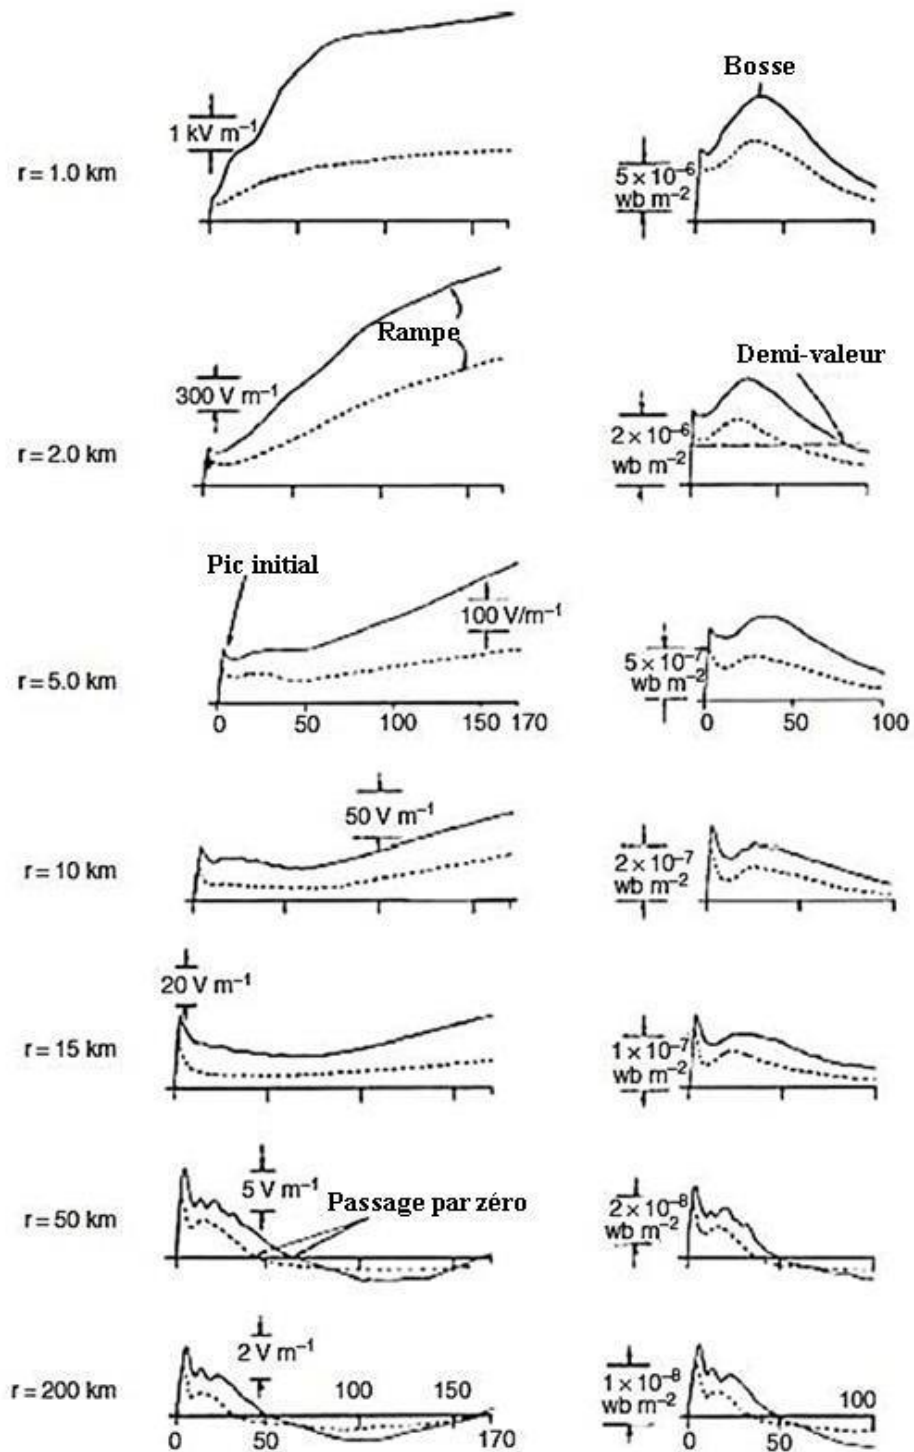 Bosse
1 kV m⁻¹
r = 1.0 km
5 × 10⁻⁶
wb m⁻²
Rampe
Demi-valeur
300 V m⁻¹
2 × 10⁻⁶
r = 2.0 km
wb m⁻²
Pic initial
100 V/m⁻¹
r = 5.0 km
5 × 10⁻⁷
wb m⁻²
0 50 100 150 170
0 50 100
50 V m⁻¹
r = 10 km
2 × 10⁻⁷
wb m⁻²
20 V m⁻¹
r = 15 km
1 × 10⁻⁷
wb m⁻²
5 V m⁻¹
Passage par zéro
r = 50 km
2 × 10⁻⁸
wb m⁻²
2 V m⁻¹
r = 200 km
100 150
1 × 10⁻⁸
wb m⁻²
100
0 50 170
0 50